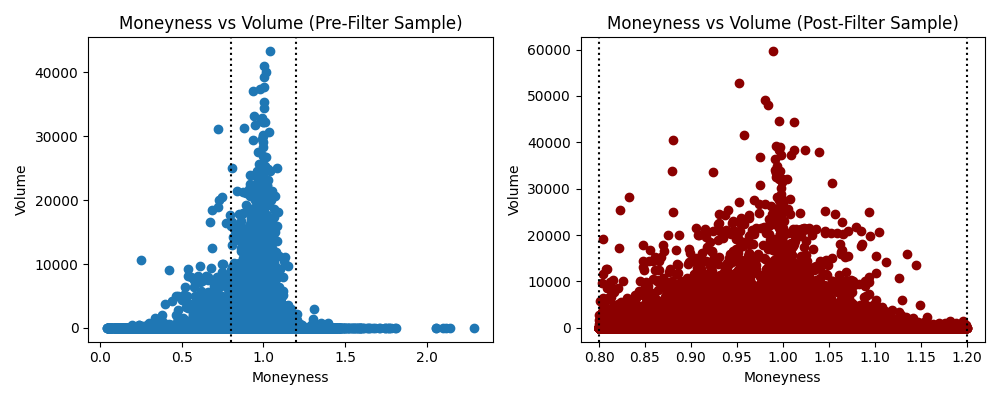 Moneyness vs Volume (Pre-Filter Sample)
Volume
40000
30000
20000
10000
0
0.0 0.5 1.0 1.5 2.0
Moneyness
Moneyness vs Volume (Post-Filter Sample)
Volume
60000
50000
40000
30000
20000
10000
0
0.80 0.85 0.90 0.95 1.00 1.05 1.10 1.15 1.20
Moneyness